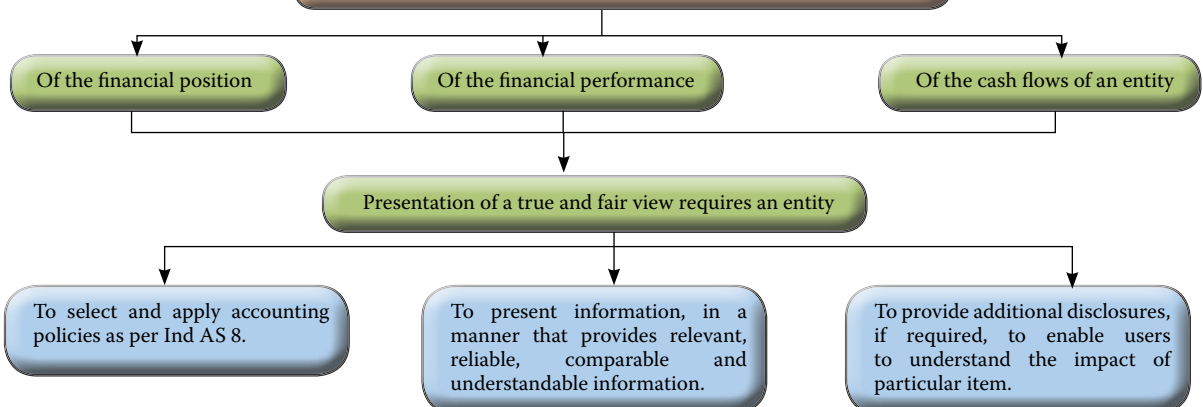 Of the financial position
Of the financial performance
Of the cash flows of an entity
Presentation of a true and fair view requires an entity
To select and apply accounting
policies as per Ind AS 8.
To present information, in a
manner that provides relevant,
reliable, comparable and
understandable information.
To provide additional disclosures,
if required, to enable users
to understand the impact of
particular item.